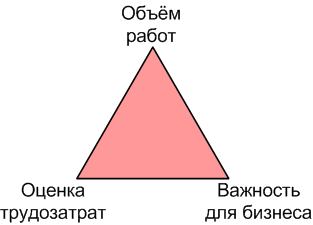 Объём
работ
Оценка
трудозатрат
Важность
для бизнеса